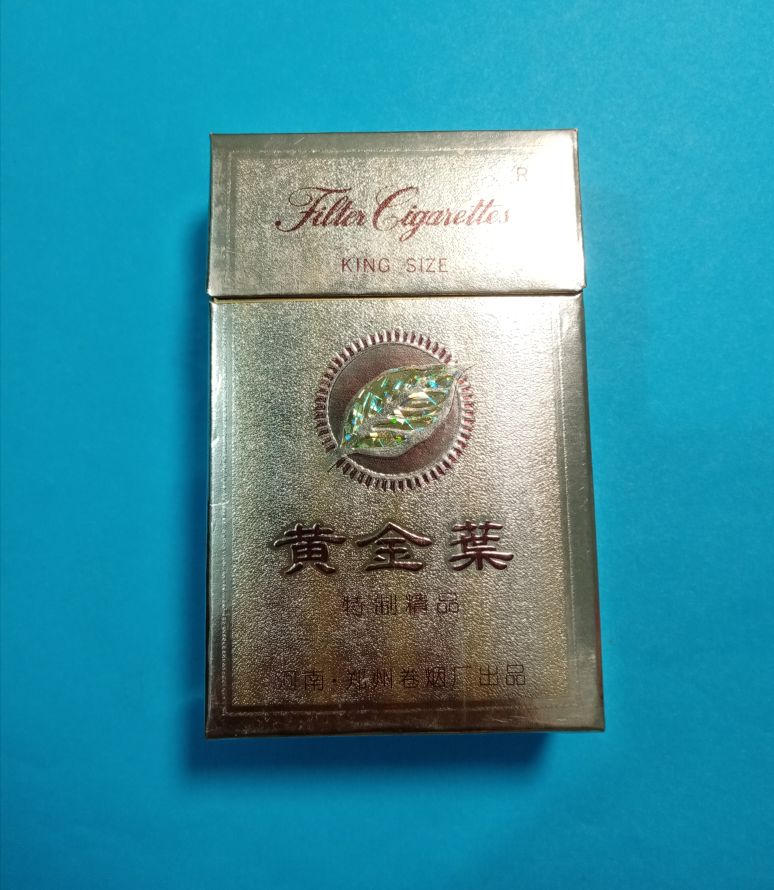 R
Filter Cigarettes
KING SIZE
黄金葉
特制精品
河南·郑州卷烟厂出品